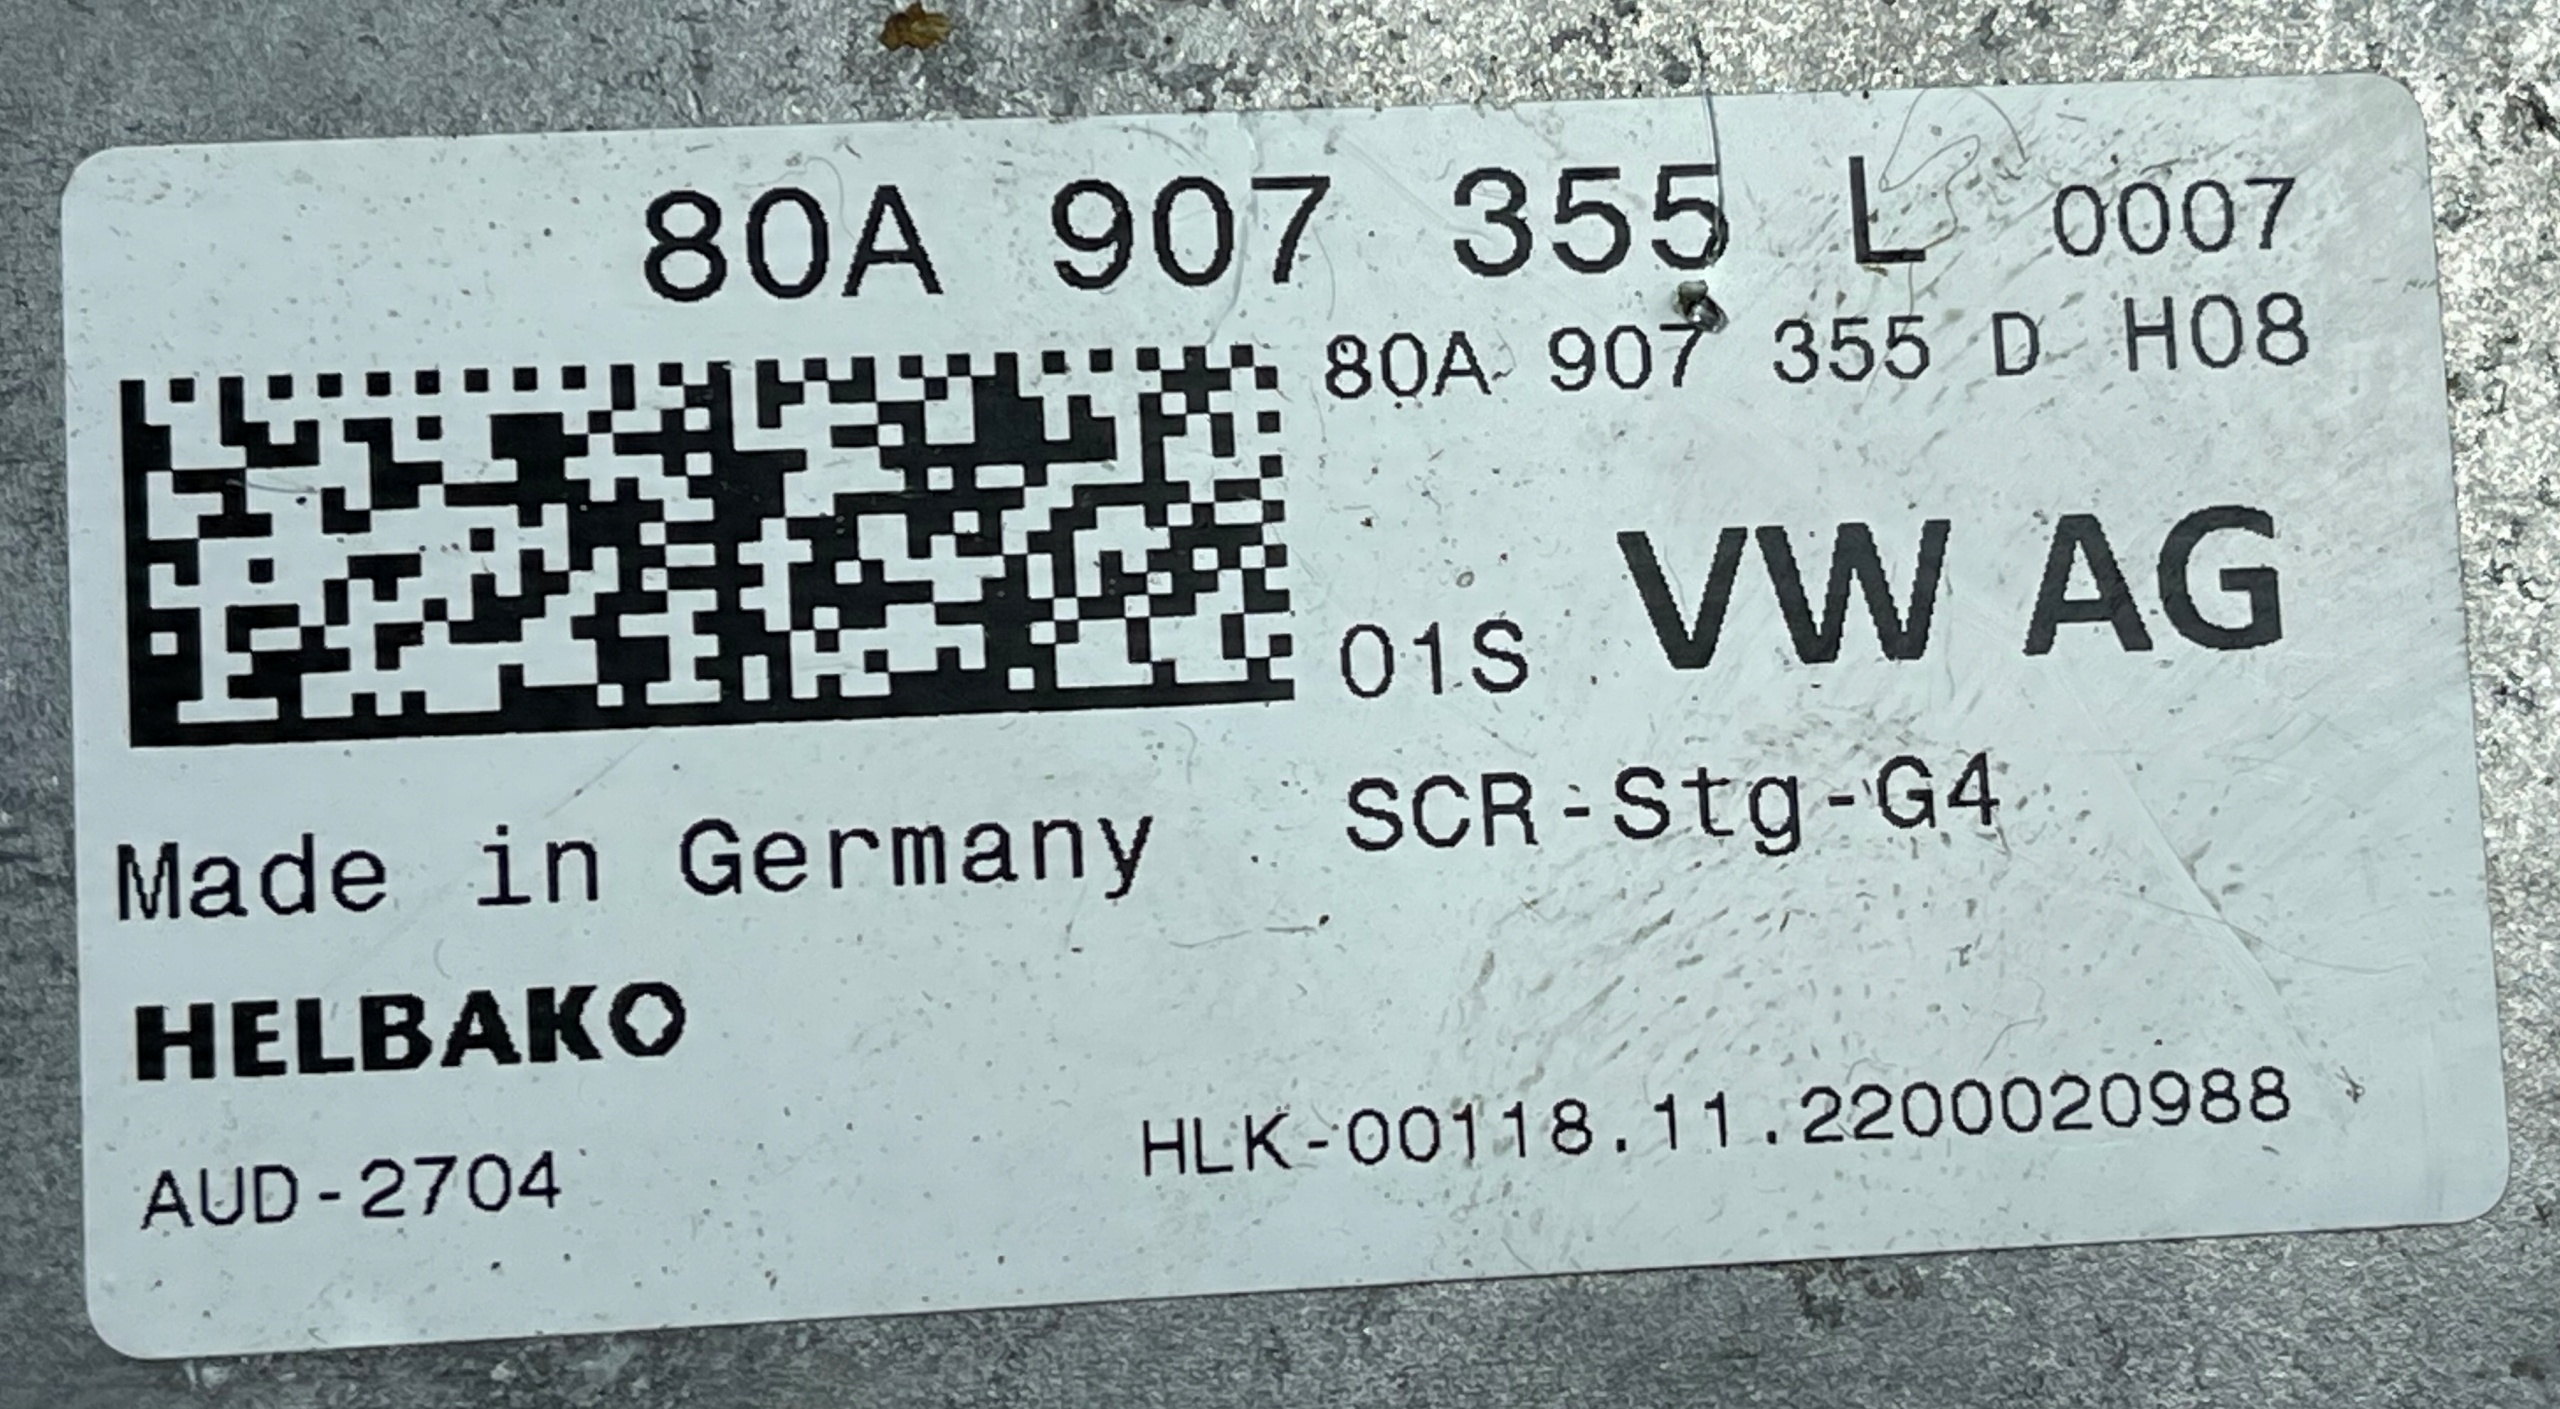 80A 907 355 L 0007
80A 907 355 D H08
01S VW AG
SCR-Stg-G4
Made in Germany
HELBAKO
AUD-2704
HLK-00118.11.2200020988